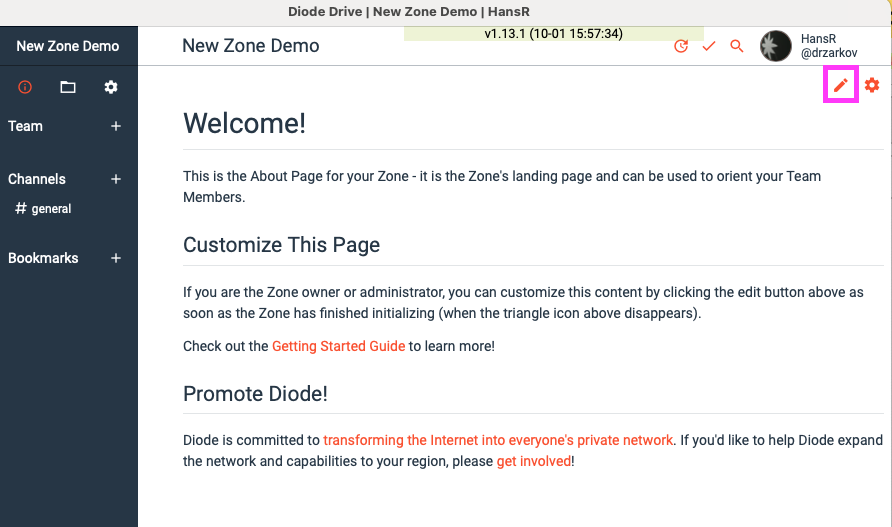 Diode Drive | New Zone Demo | HansR
New Zone Demo
New Zone Demo
v1.13.1 (10-01 15:57:34)
HansR
@drzarkov
Team
Channels
# general
Bookmarks
Welcome!
This is the About Page for your Zone - it is the Zone's landing page and can be used to orient your Team
Members.
Customize This Page
If you are the Zone owner or administrator, you can customize this content by clicking the edit button above as
soon as the Zone has finished initializing (when the triangle icon above disappears).
Check out the Getting Started Guide to learn more!
Promote Diode!
Diode is committed to transforming the Internet into everyone's private network. If you'd like to help Diode expand
the network and capabilities to your region, please get involved!